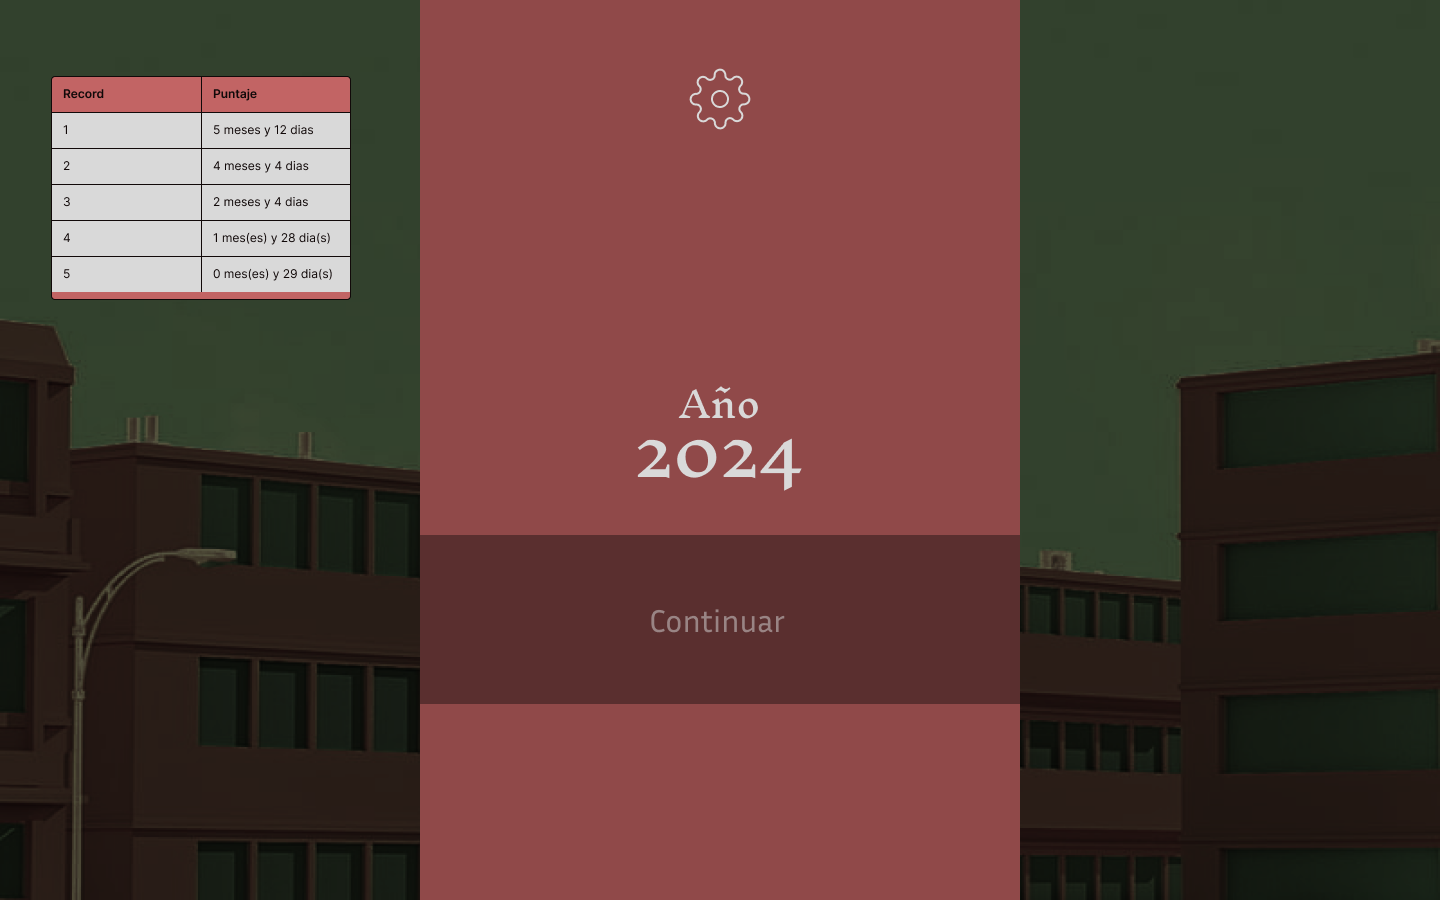 Record Puntaje
1 5 meses y 12 dias
2 4 meses y 4 dias
3 2 meses y 4 dias
4 1 mes(es) y 28 dia(s)
5 0 mes(es) y 29 dia(s)
Año
2024
Continuar